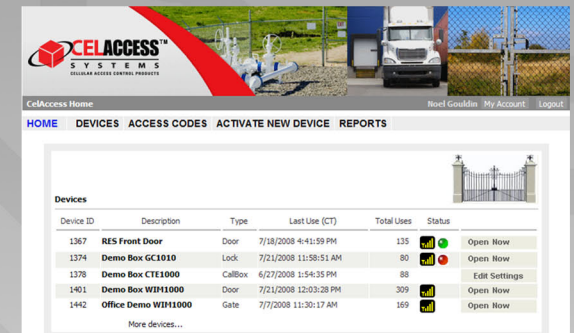 CELACCESS™
SYSTEMS
CELLULAR ACCESS CONTROL PRODUCTS
CelAccess Home Noel Gouldin My Account Logout
HOME DEVICES ACCESS CODES ACTIVATE NEW DEVICE REPORTS
Devices
Device ID Description Type Last Use (CT) Total Uses Status
1367 RES Front Door Door 7/18/2008 4:41:59 PM 135 Open Now
1374 Demo Box GC1010 Lock 7/21/2008 11:58:51 AM 80 Open Now
1378 Demo Box CTE1000 CallBox 6/27/2008 1:54:35 PM 88 Edit Settings
1401 Demo Box WIM1000 Door 7/21/2008 12:03:28 PM 309 Open Now
1442 Office Demo WIM1000 Gate 7/7/2008 11:30:17 AM 169 Open Now
More devices...